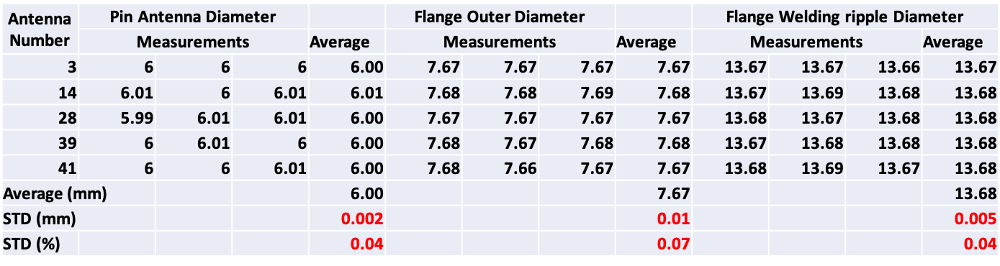 Antenna Number Pin Antenna Diameter Flange Outer Diameter Flange Welding ripple Diameter
Measurements Average Measurements Average Measurements Average
3 6 6 6 6.00 7.67 7.67 7.67 7.67 13.67 13.67 13.66 13.67
14 6.01 6 6.01 6.01 7.68 7.68 7.69 7.68 13.67 13.69 13.68 13.68
28 5.99 6.01 6.01 6.00 7.67 7.67 7.67 7.67 13.68 13.67 13.68 13.68
39 6 6.01 6 6.00 7.68 7.67 7.68 7.68 13.67 13.68 13.68 13.68
41 6 6 6.01 6.00 7.68 7.66 7.67 7.67 13.68 13.69 13.67 13.68
Average (mm) 6.00 7.67 13.68
STD (mm) 0.002 0.01 0.005
STD (%) 0.04 0.07 0.04